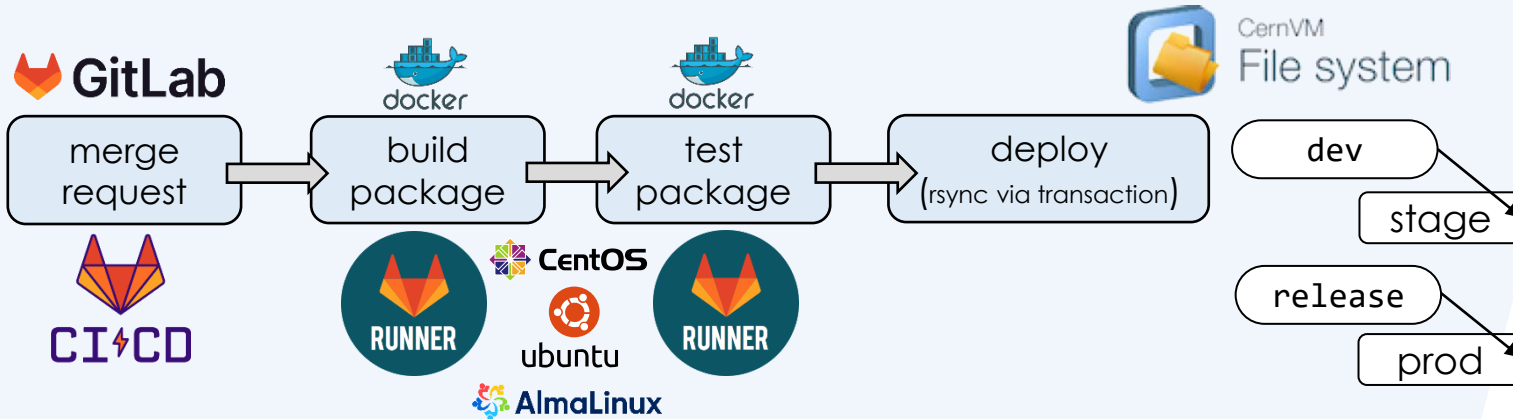 GitLab
docker
docker
CernVM
File system
merge
request
build
package
test
package
deploy
(rsync via transaction)
dev
stage
release
prod
CI CD
RUNNER
CentOS
ubuntu
AlmaLinux
RUNNER